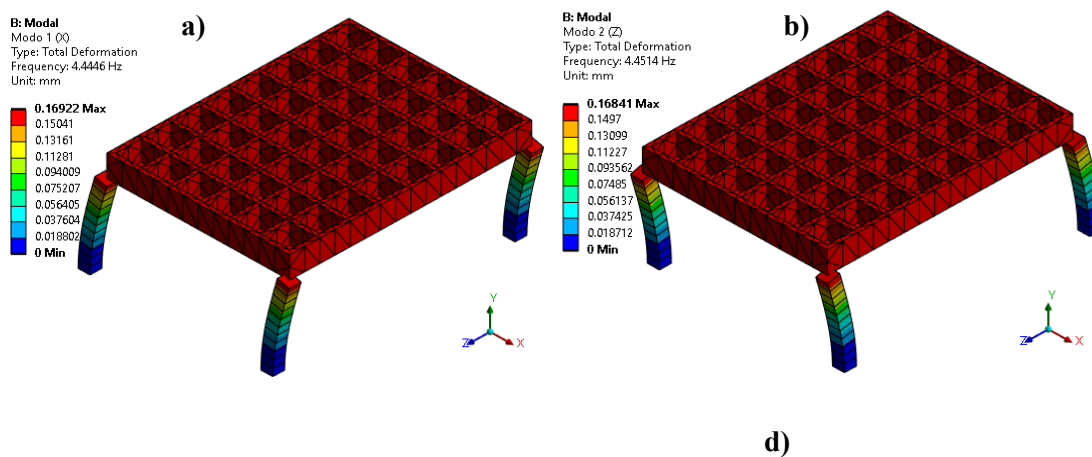 B: Modal
Modo 1 (X)
Type: Total Deformation
Frequency: 4.4446 Hz
Unit: mm
a)
0.16922 Max
0.15041
0.13161
0.11281
0.094009
0.075207
0.056405
0.037604
0.018802
0 Min
Y
Z
X
B: Modal
Modo 2 (Z)
Type: Total Deformation
Frequency: 4.4514 Hz
Unit: mm
b)
0.16841 Max
0.1497
0.13099
0.11227
0.093562
0.07485
0.056137
0.037425
0.018712
0 Min
Y
Z
X
d)